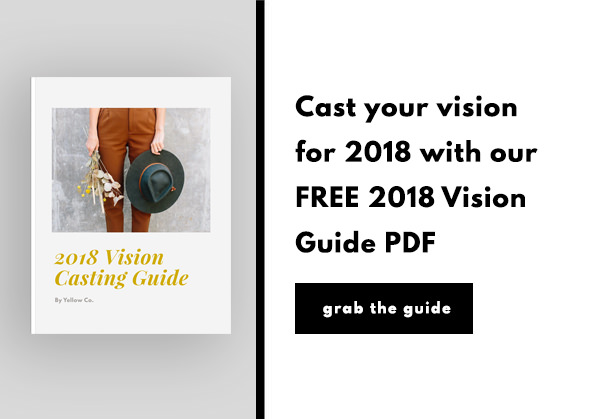 2018 Vision
Casting Guide
By Yellow Co.
Cast your vision
for 2018 with our
FREE 2018 Vision
Guide PDF
grab the guide